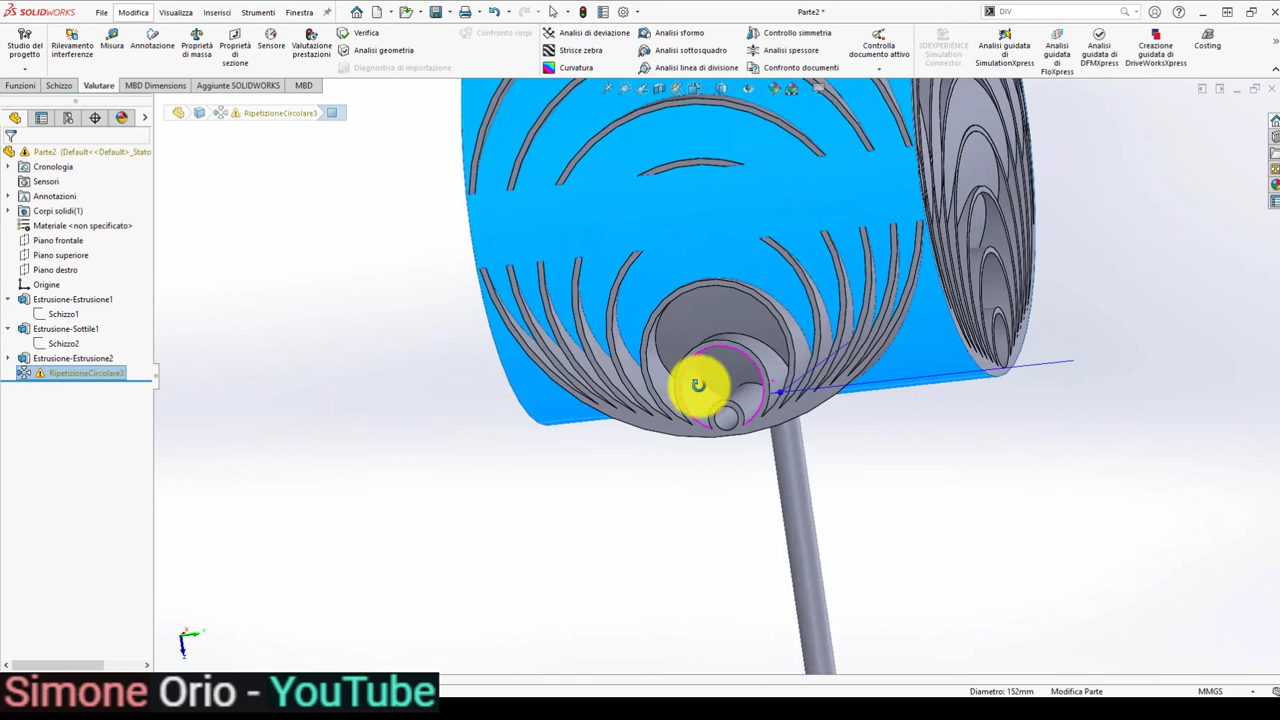 SOLIDWORKS
File
Modifica
Visualizza
Inserisci
Strumenti
Finestra
Parte2 *
DIV
Studio del progetto
Rilevamento interferenze
Misura
Annotazione
Proprietà di massa
Proprietà di sezione
Sensore
Valutazione prestazioni
Verifica
Analisi geometria
Diagnostica di importazione
Confronto corpi
Analisi di deviazione
Strisce zebra
Curvatura
Analisi sformo
Analisi sottosquadro
Analisi linea di divisione
Controllo simmetria
Analisi spessore
Confronto documenti
Controllo documento attivo
3DEXPERIENCE Simulation Connector
Analisi guidata di SimulationXpress
Analisi guidata di FloXpress
Analisi guidata di DFMXpress
Creazione guidata di DriveWorksXpress
Costing
Funzioni
Schizzo
Valutare
MBD Dimensions
Aggiunte SOLIDWORKS
MBD
RipetizioneCircolare3
Parte2 (Default<<Default>_Stato
Cronologia
Sensori
Annotazioni
Corpi solidi(1)
Materiale <non specificato>
Piano frontale
Piano superiore
Piano destro
Origine
Estrusione-Estrusione1
Schizzo1
Estrusione-Sottile1
Schizzo2
Estrusione-Estrusione2
RipetizioneCircolare3
Simone Orio - YouTube
Diametro: 152mm
Modifica Parte
MMGS